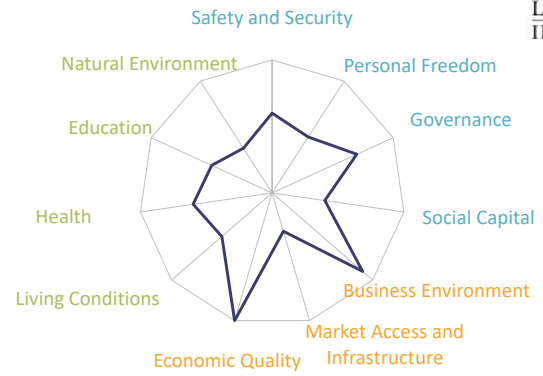 Safety and Security
Natural Environment
Personal Freedom
Education
Governance
Health
Social Capital
Living Conditions
Business Environment
Economic Quality
Market Access and
Infrastructure